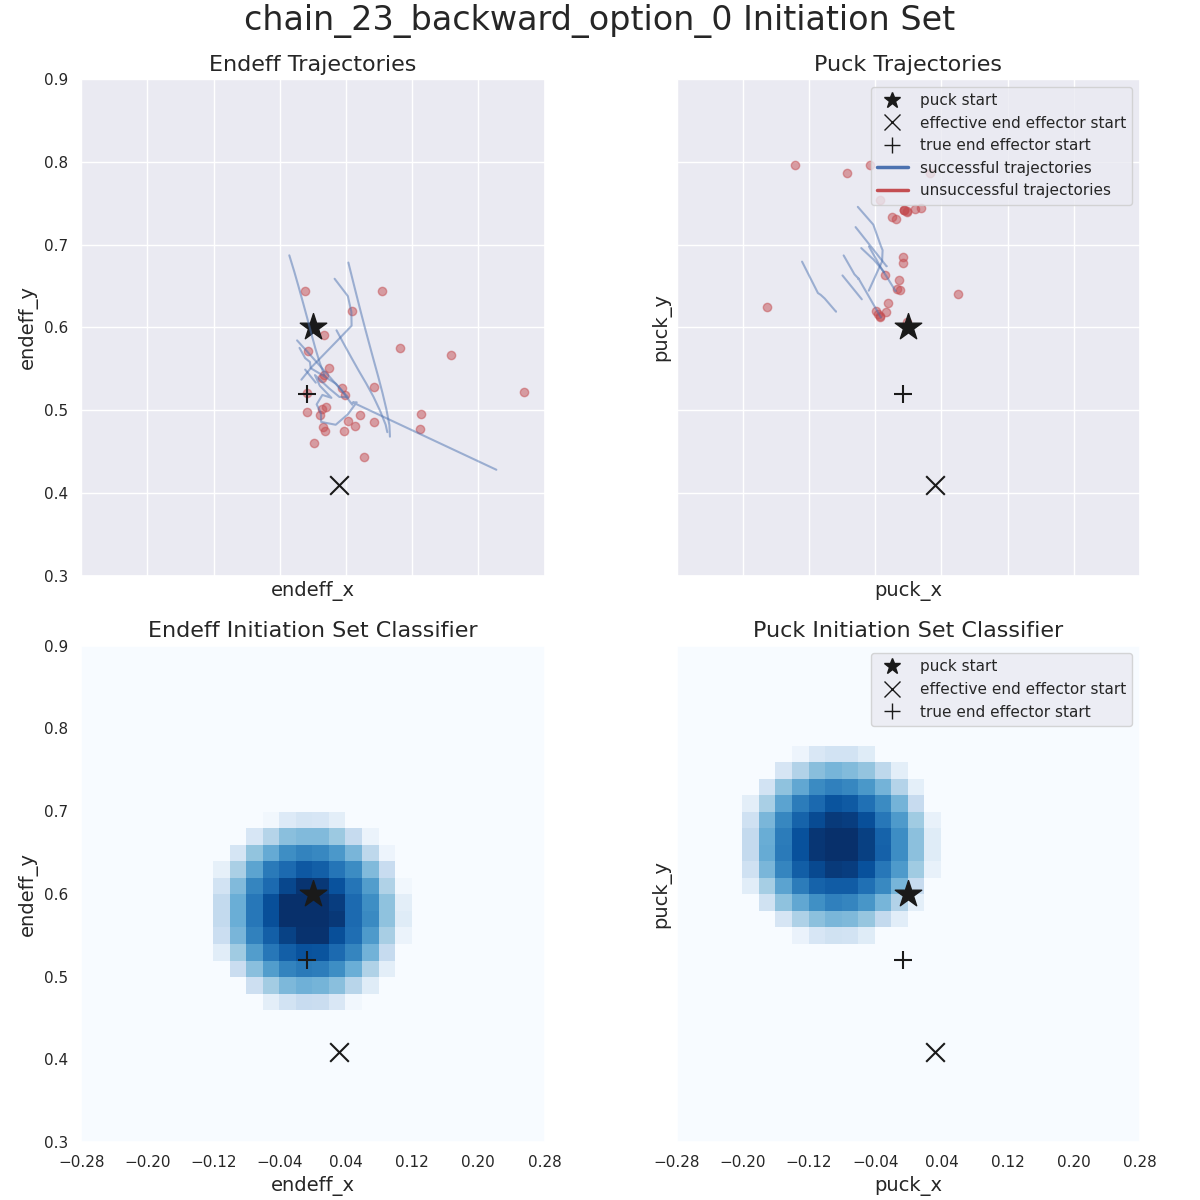 chain_23_backward_option_0 Initiation Set
Endeff Trajectories
Puck Trajectories
0.9
0.8
0.7
0.6
0.5
0.4
0.3
endeff_y
endeff_x
puck_y
puck_x
puck start
effective end effector start
true end effector start
successful trajectories
unsuccessful trajectories
Endeff Initiation Set Classifier
Puck Initiation Set Classifier
0.9
0.8
0.7
0.6
0.5
0.4
0.3
endeff_y
−0.28 −0.20 −0.12 −0.04 0.04 0.12 0.20 0.28
endeff_x
puck start
effective end effector start
true end effector start
puck_y
−0.28 −0.20 −0.12 −0.04 0.04 0.12 0.20 0.28
puck_x